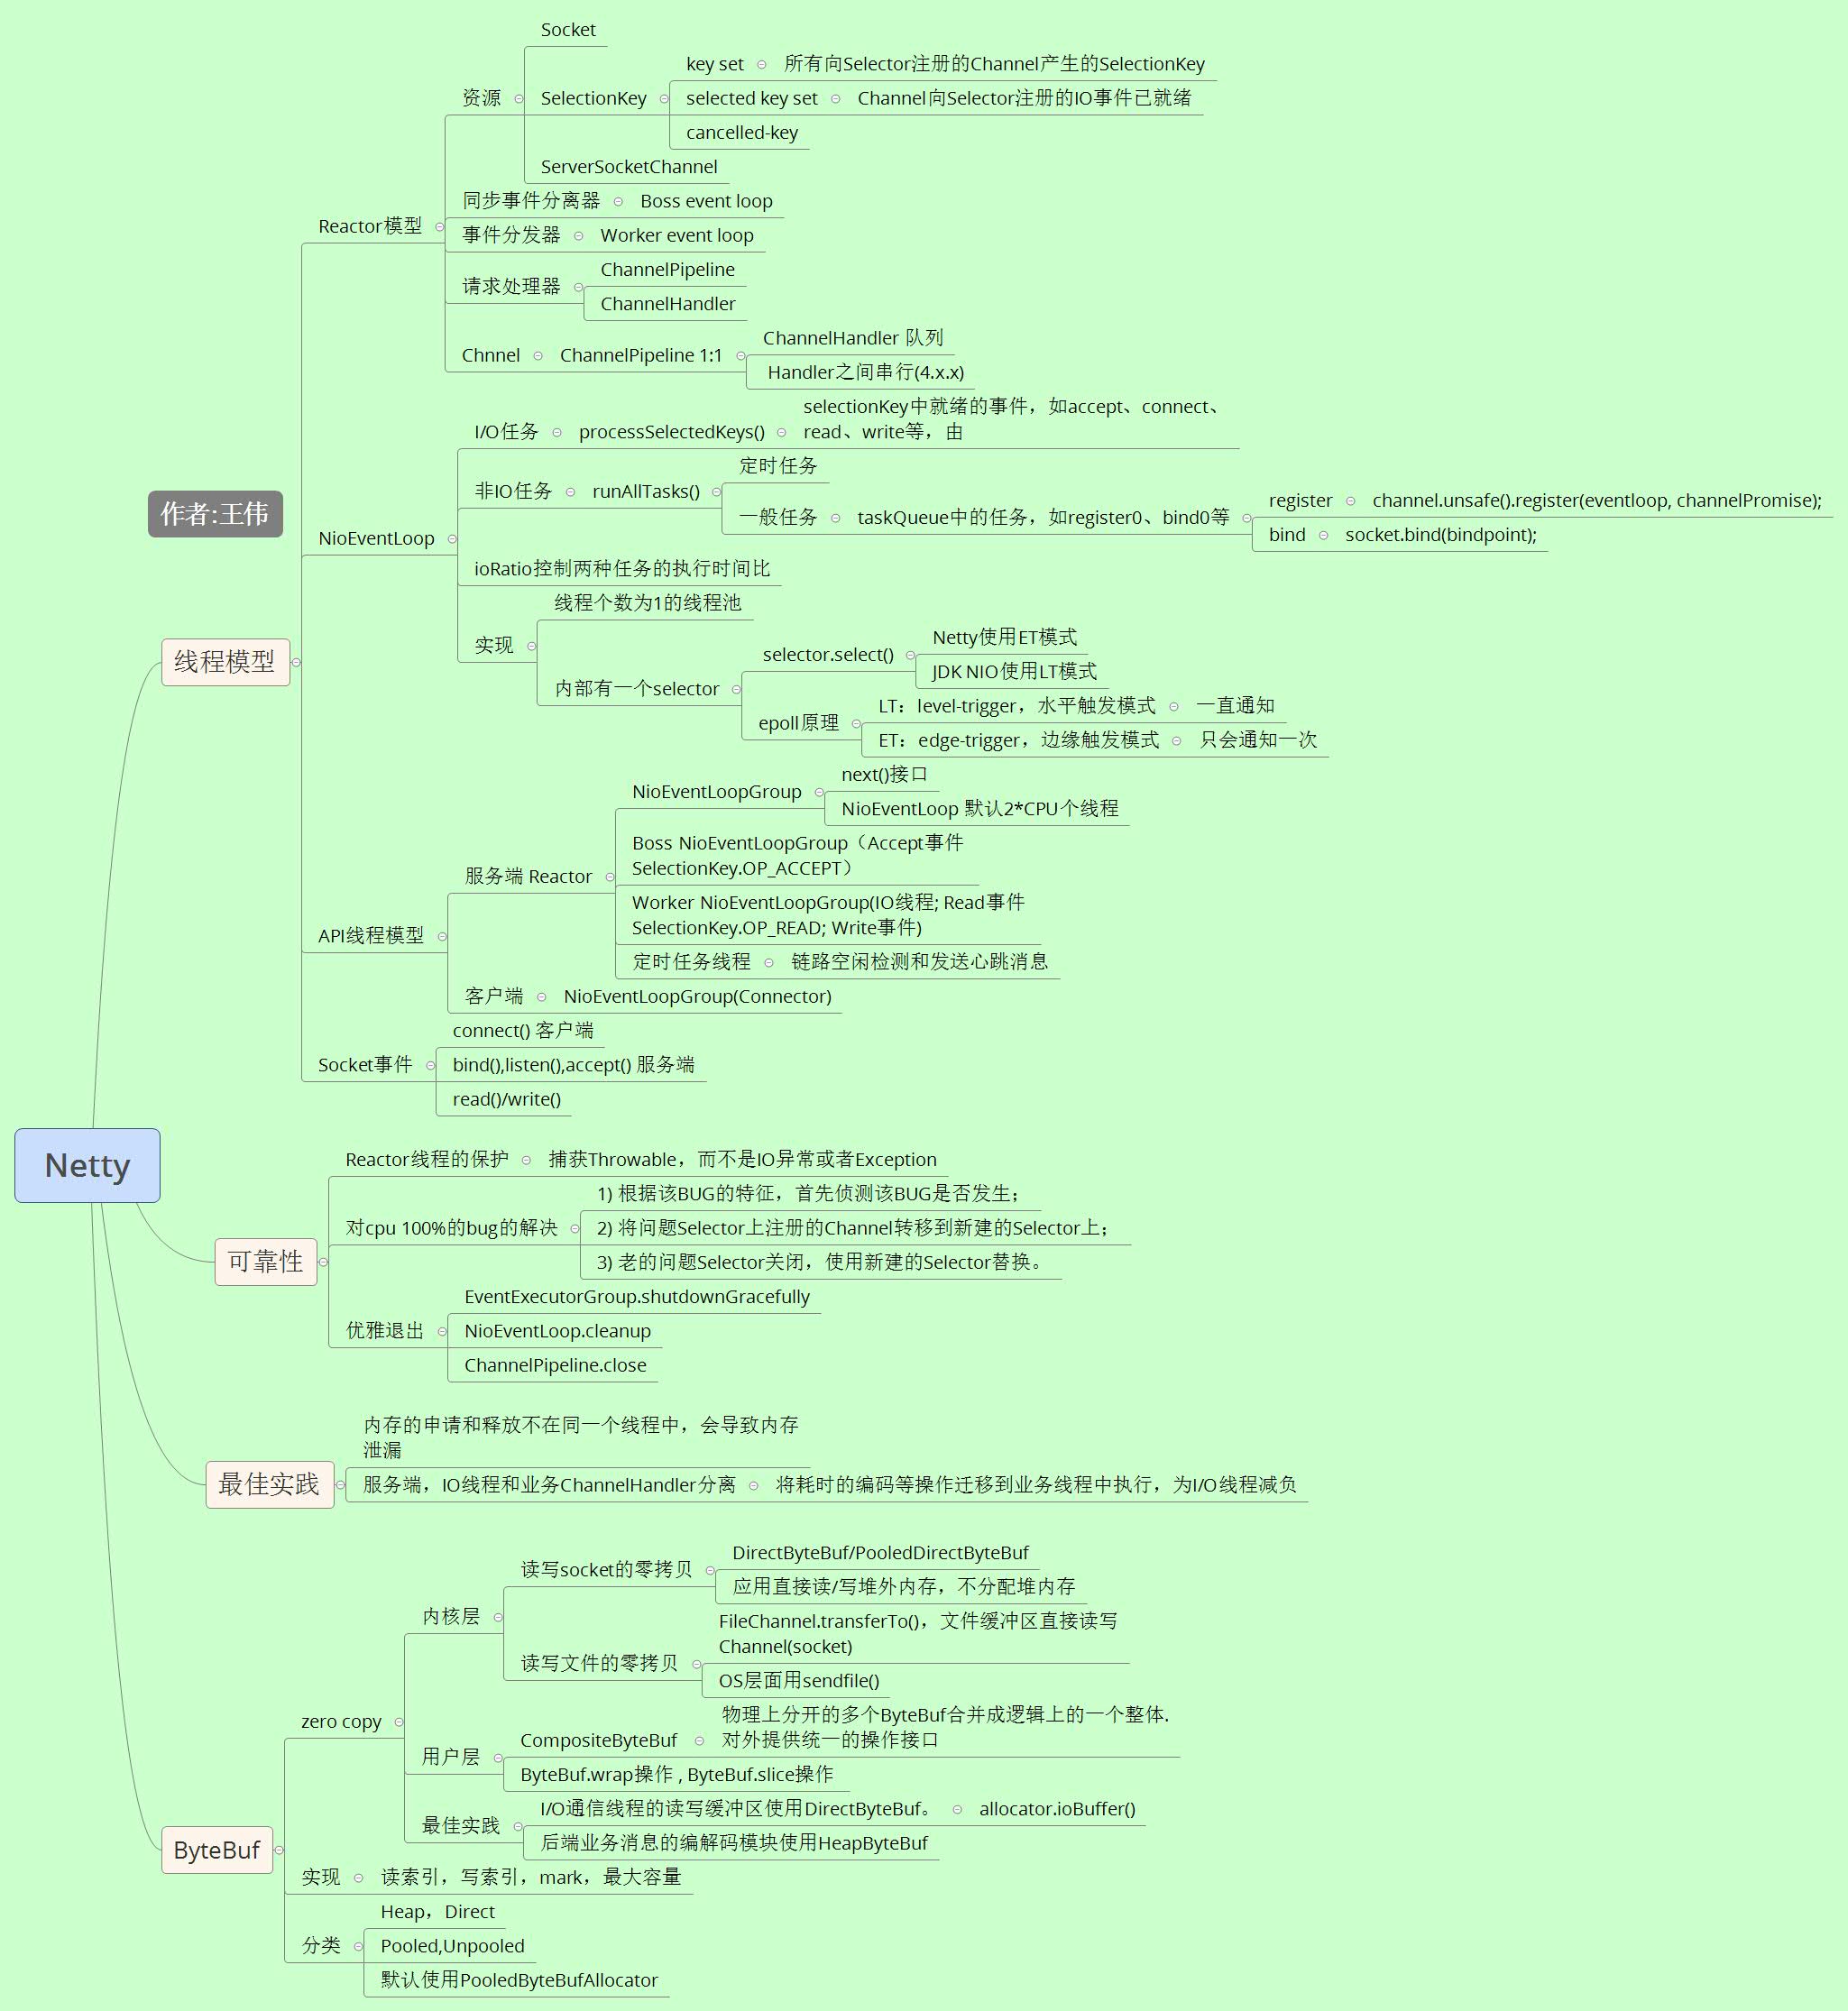 Netty
作者:王伟
线程模型
Reactor模型
资源
Socket
SelectionKey
key set
所有向Selector注册的Channel产生的SelectionKey
selected key set
Channel向Selector注册的IO事件已就绪
cancelled-key
ServerSocketChannel
同步事件分离器
Boss event loop
事件分发器
Worker event loop
请求处理器
ChannelPipeline
ChannelHandler
Chnnel
ChannelPipeline 1:1
ChannelHandler 队列
Handler之间串行(4.x.x)
NioEventLoop
I/O任务
processSelectedKeys()
selectionKey中就绪的事件，如accept、connect、
read、write等，由
非IO任务
runAllTasks()
定时任务
一般任务
taskQueue中的任务，如register0、bind0等
register
channel.unsafe().register(eventloop, channelPromise);
bind
socket.bind(bindpoint);
ioRatio控制两种任务的执行时间比
实现
线程个数为1的线程池
内部有一个selector
selector.select()
Netty使用ET模式
JDK NIO使用LT模式
epoll原理
LT：level-trigger，水平触发模式
一直通知
ET：edge-trigger，边缘触发模式
只会通知一次
API线程模型
服务端 Reactor
NioEventLoopGroup
next()接口
NioEventLoop 默认2*CPU个线程
Boss NioEventLoopGroup（Accept事件
SelectionKey.OP_ACCEPT）
Worker NioEventLoopGroup(IO线程; Read事件
SelectionKey.OP_READ; Write事件)
定时任务线程
链路空闲检测和发送心跳消息
客户端
NioEventLoopGroup(Connector)
Socket事件
connect() 客户端
bind(),listen(),accept() 服务端
read()/write()
可靠性
Reactor线程的保护
捕获Throwable，而不是IO异常或者Exception
对cpu 100%的bug的解决
1) 根据该BUG的特征，首先侦测该BUG是否发生；
2) 将问题Selector上注册的Channel转移到新建的Selector上；
3) 老的问题Selector关闭，使用新建的Selector替换。
优雅退出
EventExecutorGroup.shutdownGracefully
NioEventLoop.cleanup
ChannelPipeline.close
最佳实践
内存的申请和释放不在同一个线程中，会导致内存
泄漏
服务端，IO线程和业务ChannelHandler分离
将耗时的编码等操作迁移到业务线程中执行，为I/O线程减负
ByteBuf
zero copy
内核层
读写socket的零拷贝
DirectByteBuf/PooledDirectByteBuf
应用直接读/写堆外内存，不分配堆内存
读写文件的零拷贝
FileChannel.transferTo()，文件缓冲区直接读写
Channel(socket)
OS层面用sendfile()
用户层
CompositeByteBuf
物理上分开的多个ByteBuf合并成逻辑上的一个整体.
对外提供统一的操作接口
ByteBuf.wrap操作 , ByteBuf.slice操作
最佳实践
I/O通信线程的读写缓冲区使用DirectByteBuf。
allocator.ioBuffer()
后端业务消息的编解码模块使用HeapByteBuf
实现
读索引，写索引，mark，最大容量
分类
Heap，Direct
Pooled,Unpooled
默认使用PooledByteBufAllocator